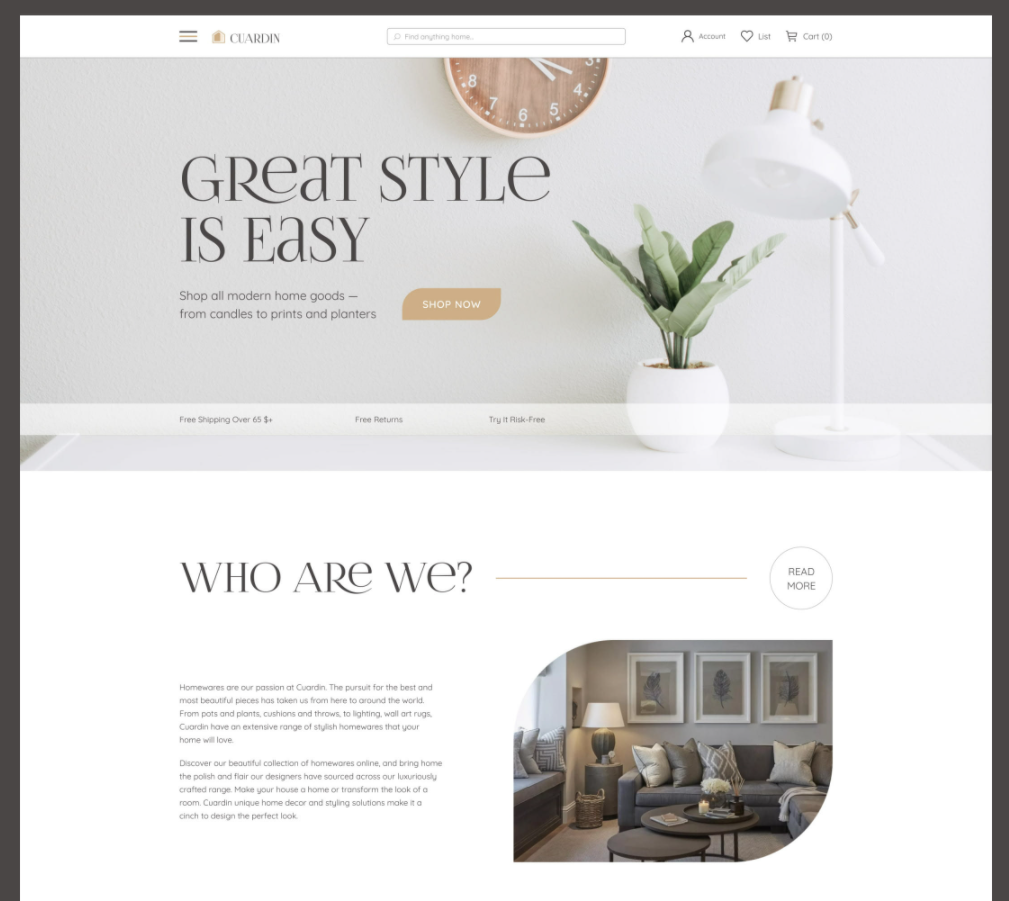 CUARDIN
Find anything home..
Account
List
Cart (0)
8
7
6
5
4
3
GREAT STYLE
IS EASY
Shop all modern home goods —
from candles to prints and planters
SHOP NOW
Free Shipping Over 65 $+
Free Returns
Try It Risk-Free
WHO ARE WE?
READ
MORE
Homewares are our passion at Cuardin. The pursuit for the best and
most beautiful pieces has taken us from here to around the world.
From pots and plants, cushions and throws, to lighting, wall art rugs,
Cuardin have an extensive range of stylish homewares that your
home will love.
Discover our beautiful collection of homewares online, and bring home
the polish and flair our designers have sourced across our luxuriously
crafted range. Make your house a home or transform the look of a
room. Cuardin unique home decor and styling solutions make it a
cinch to design the perfect look.